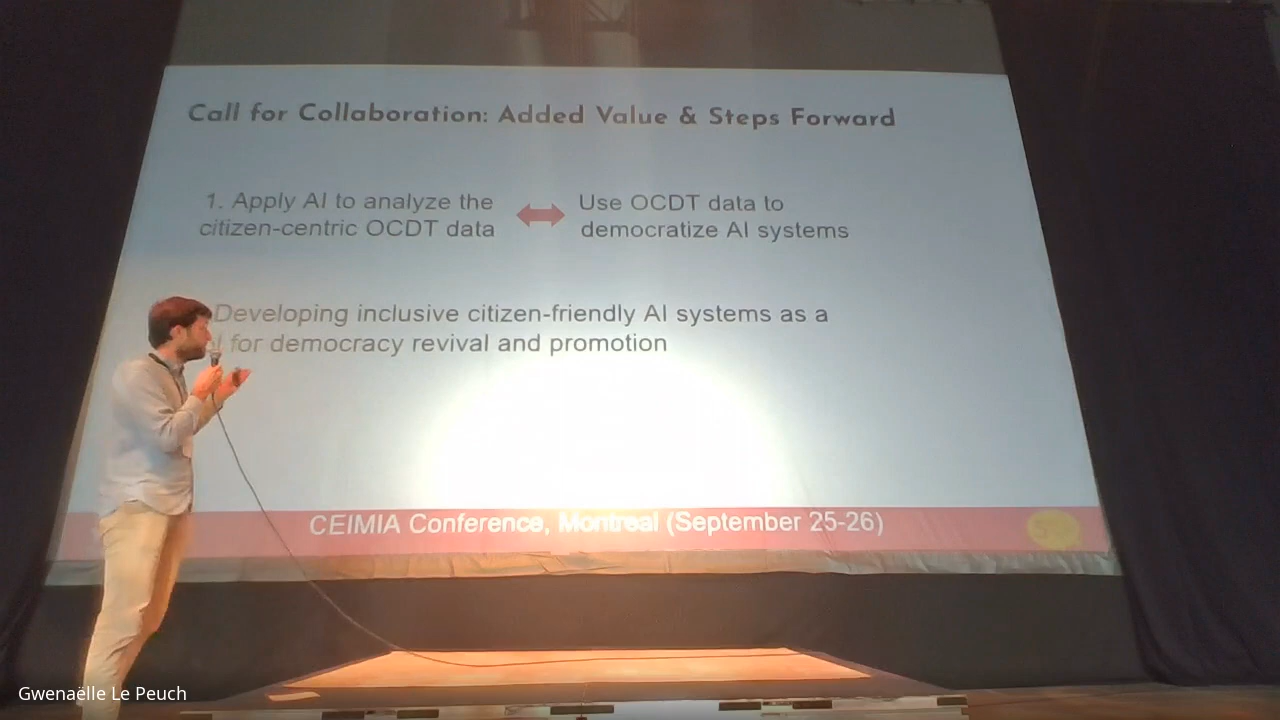 Call for Collaboration: Added Value & Steps Forward
1. Apply AI to analyze the
citizen-centric OCDT data
Use OCDT data to
democratize AI systems
Developing inclusive citizen-friendly AI systems as a
for democracy revival and promotion
CEIMIA Conference, Montreal (September 25-26)
Gwenaëlle Le Peuch